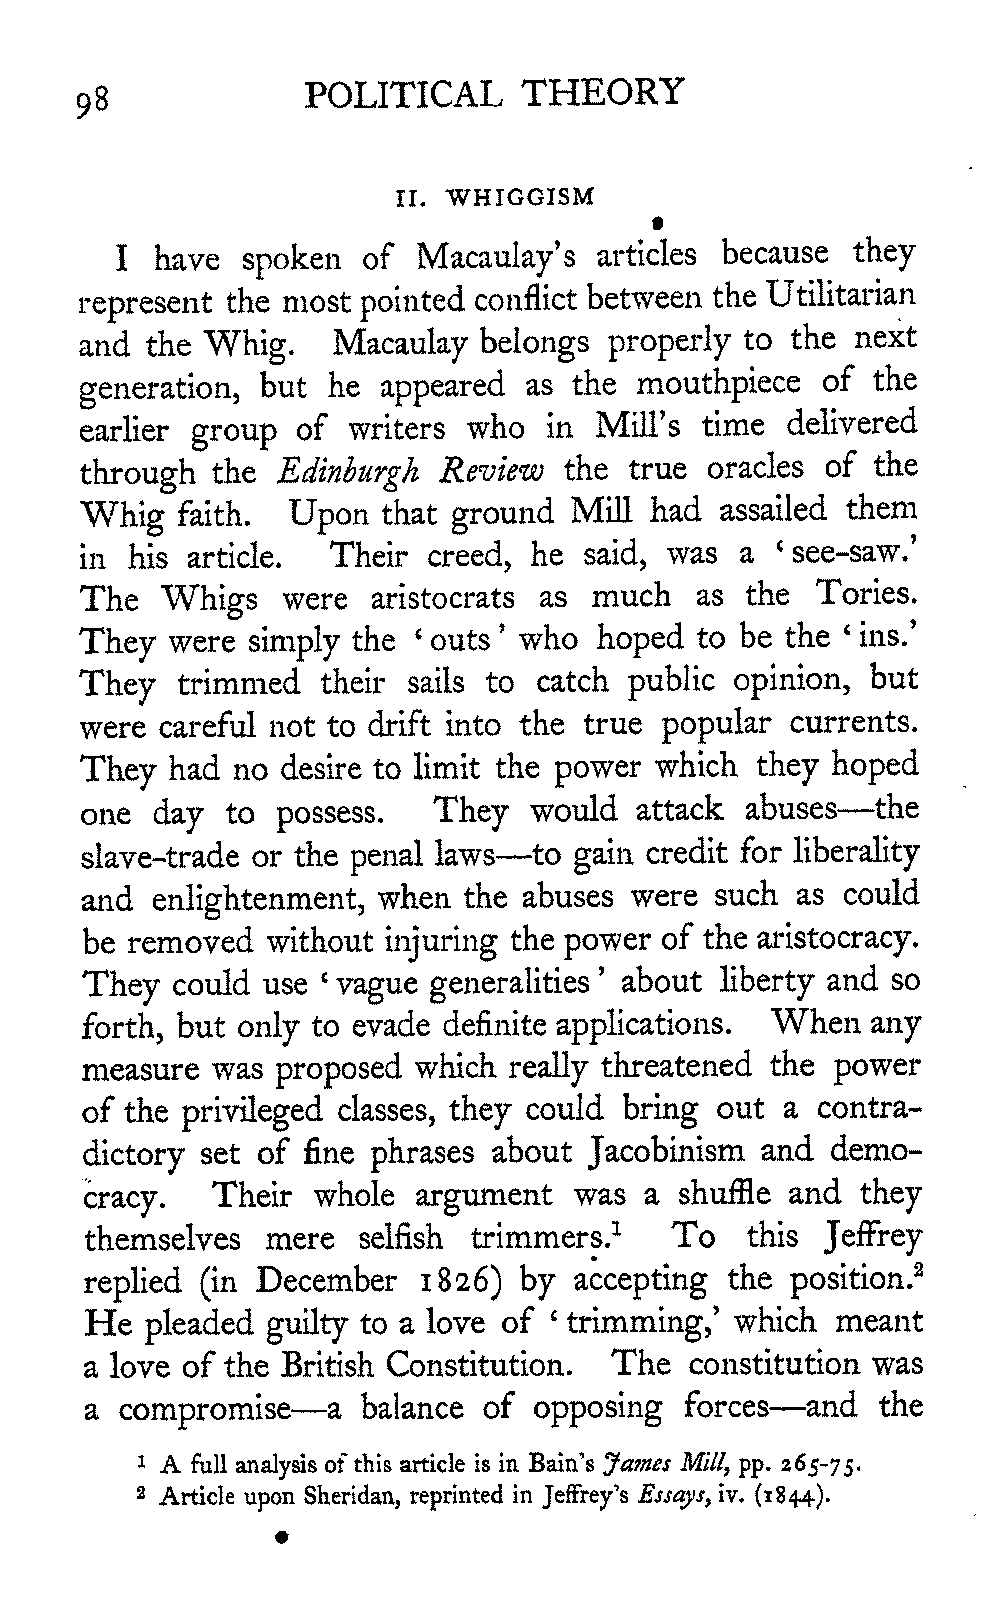 98 POLITICAL THEORY
II. WHIGGISM
I have spoken of Macaulay's articles because they
represent the most pointed conflict between the Utilitarian
and the Whig. Macaulay belongs properly to the next
generation, but he appeared as the mouthpiece of the
earlier group of writers who in Mill's time delivered
through the Edinburgh Review the true oracles of the
Whig faith. Upon that ground Mill had assailed them
in his article. Their creed, he said, was a ‘see-saw.’
The Whigs were aristocrats as much as the Tories.
They were simply the ‘outs’ who hoped to be the ‘ins.’
They trimmed their sails to catch public opinion, but
were careful not to drift into the true popular currents.
They had no desire to limit the power which they hoped
one day to possess. They would attack abuses—the
slave-trade or the penal laws—to gain credit for liberality
and enlightenment, when the abuses were such as could
be removed without injuring the power of the aristocracy.
They could use ‘vague generalities’ about liberty and so
forth, but only to evade definite applications. When any
measure was proposed which really threatened the power
of the privileged classes, they could bring out a contra-
dictory set of fine phrases about Jacobinism and demo-
cracy. Their whole argument was a shuffle and they
themselves mere selfish trimmers.¹ To this Jeffrey
replied (in December 1826) by accepting the position.²
He pleaded guilty to a love of ‘trimming,’ which meant
a love of the British Constitution. The constitution was
a compromise—a balance of opposing forces—and the
¹ A full analysis of this article is in Bain's James Mill, pp. 265-75.
² Article upon Sheridan, reprinted in Jeffrey's Essays, iv. (1844).